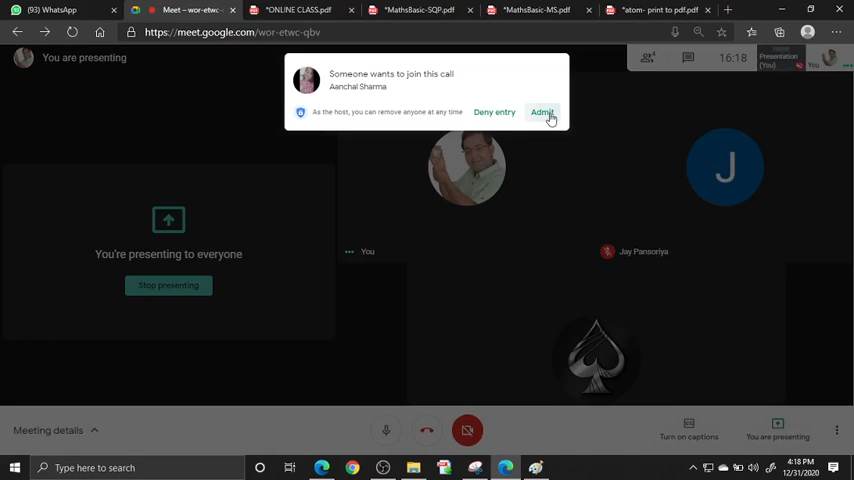 (93) WhatsApp
Meet – wor-etwc-
*ONLINE CLASS.pdf
*MathsBasic-SQP.pdf
*MathsBasic-MS.pdf
*atom- print to pdf.pdf
https://meet.google.com/wor-etwc-qbv
You are presenting
4
16:18
Presentation
(You)
You
Someone wants to join this call
Aanchal Sharma
As the host, you can remove anyone at any time
Deny entry
Admit
J
You're presenting to everyone
Stop presenting
You
Jay Pansoriya
Meeting details
Turn on captions
You are presenting
Type here to search
4:18 PM
12/31/2020